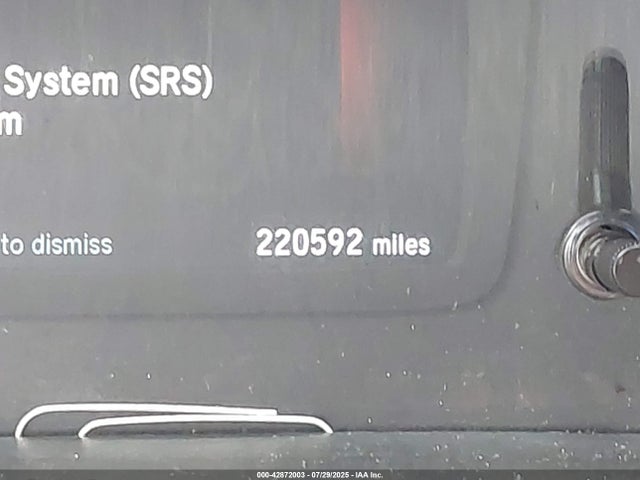 System (SRS)
m
to dismiss 220592 miles
000-42872003 - 07/29/2025 - IAA Inc.